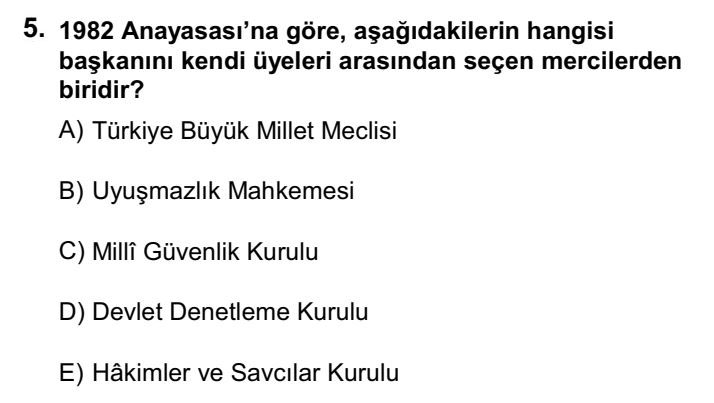 5. 1982 Anayasası’na göre, aşağıdakilerin hangisi
başkanını kendi üyeleri arasından seçen mercilerden
biridir?
A) Türkiye Büyük Millet Meclisi
B) Uyuşmazlık Mahkemesi
C) Millî Güvenlik Kurulu
D) Devlet Denetleme Kurulu
E) Hâkimler ve Savcılar Kurulu